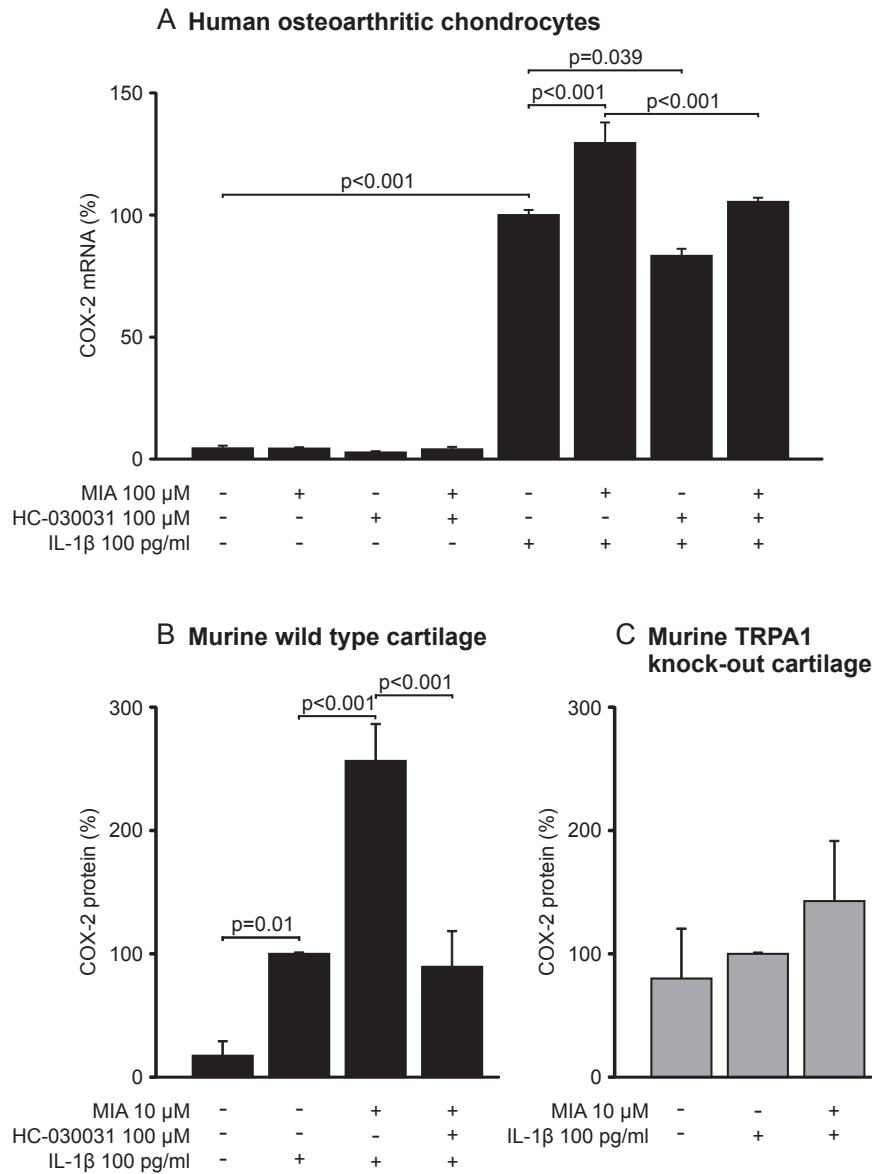 A Human osteoarthritic chondrocytes
p=0.039
p<0.001 p<0.001
p<0.001
COX-2 mRNA (%)
150
100
50
0
MIA 100 µM - + - + - + - +
HC-030031 100 µM - - + + - - + +
IL-1β 100 pg/ml - - - - + + + +
B Murine wild type cartilage
p<0.001
p<0.001
p=0.01
COX-2 protein (%)
300
200
100
0
MIA 10 µM - - + +
HC-030031 100 µM - - - +
IL-1β 100 pg/ml - + + +
C Murine TRPA1
knock-out cartilage
COX-2 protein (%)
300
200
100
0
MIA 10 µM - - +
IL-1β 100 pg/ml - + +